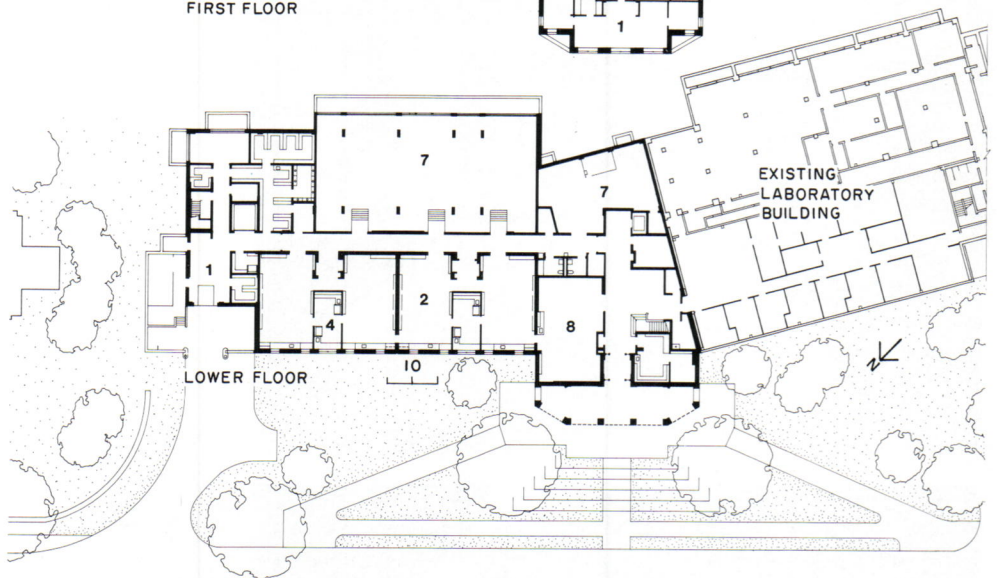 FIRST FLOOR
1
7
7
EXISTING
LABORATORY
BUILDING
1
2
4
8
10
LOWER FLOOR
N